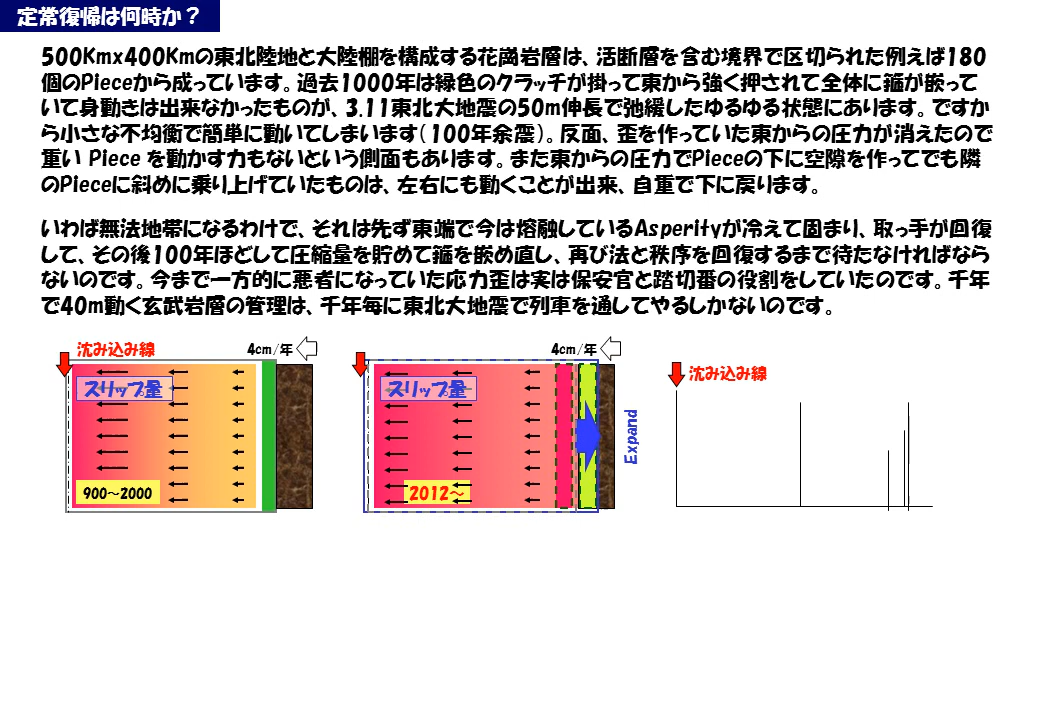 定常復帰は何時か？
500Kmx400Kmの東北陸地と大陸棚を構成する花崗岩層は、活断層を含む境界で区切られた例えば180
個のPieceから成っています。過去1000年は緑色のクラッチが掛って東から強く押されて全体に箍が嵌って
いて身動きは出来なかったものが、3.11東北大地震の50m伸長で弛緩したゆるゆる状態にあります。ですか
ら小さな不均衡で簡単に動いてしまいます（100年余震）。反面、歪を作っていた東からの圧力が消えたので
重い Piece を動かす力もないという側面もあります。また東からの圧力でPieceの下に空隙を作ってでも隣
のPieceに斜めに乗り上げていたものは、左右にも動くことが出来、自重で下に戻ります。
いわば無法地帯になるわけで、それは先ず東端で今は熔融しているAsperityが冷えて固まり、取っ手が回復
して、その後100年ほどして圧縮量を貯めて箍を嵌め直し、再び法と秩序を回復するまで待たなければなら
ないのです。今まで一方的に悪者になっていた応力歪は実は保安官と踏切番の役割をしていたのです。千年
で40m動く玄武岩層の管理は、千年毎に東北大地震で列車を通してやるしかないのです。
沈み込み線
4cm/年
スリップ量
900～2000
4cm/年
スリップ量
2012～
Expand
沈み込み線